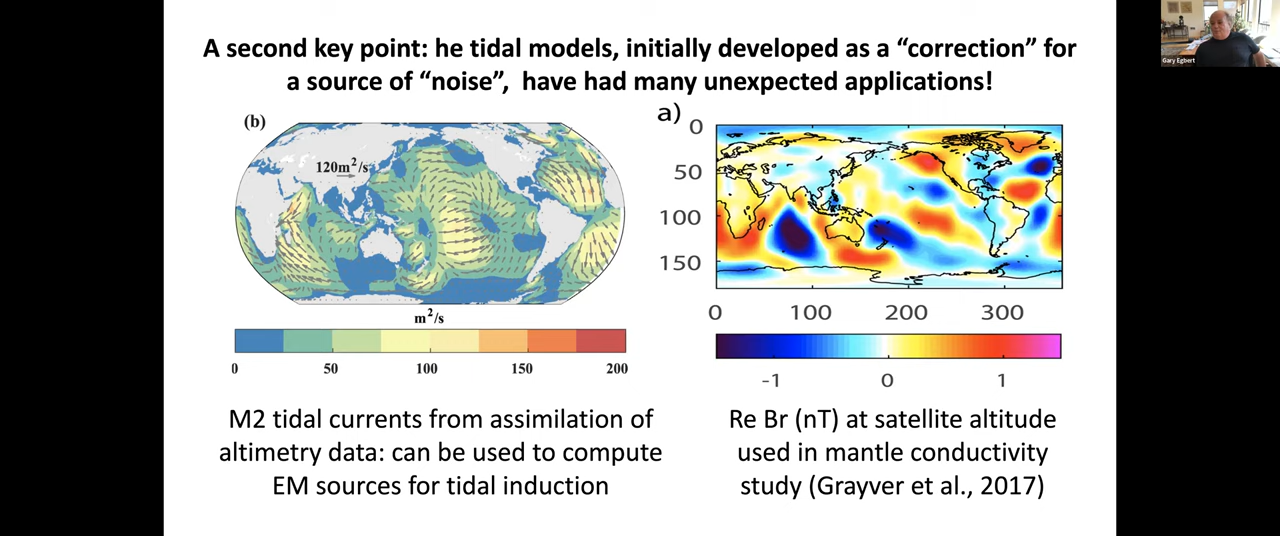 A second key point: he tidal models, initially developed as a “correction” for
a source of “noise”, have had many unexpected applications!
Gary Egbert
(b)
120m²/s
m²/s
0 50 100 150 200
a)
0
50
100
150
0 100 200 300
-1 0 1
M2 tidal currents from assimilation of
altimetry data: can be used to compute
EM sources for tidal induction
Re Br (nT) at satellite altitude
used in mantle conductivity
study (Grayver et al., 2017)